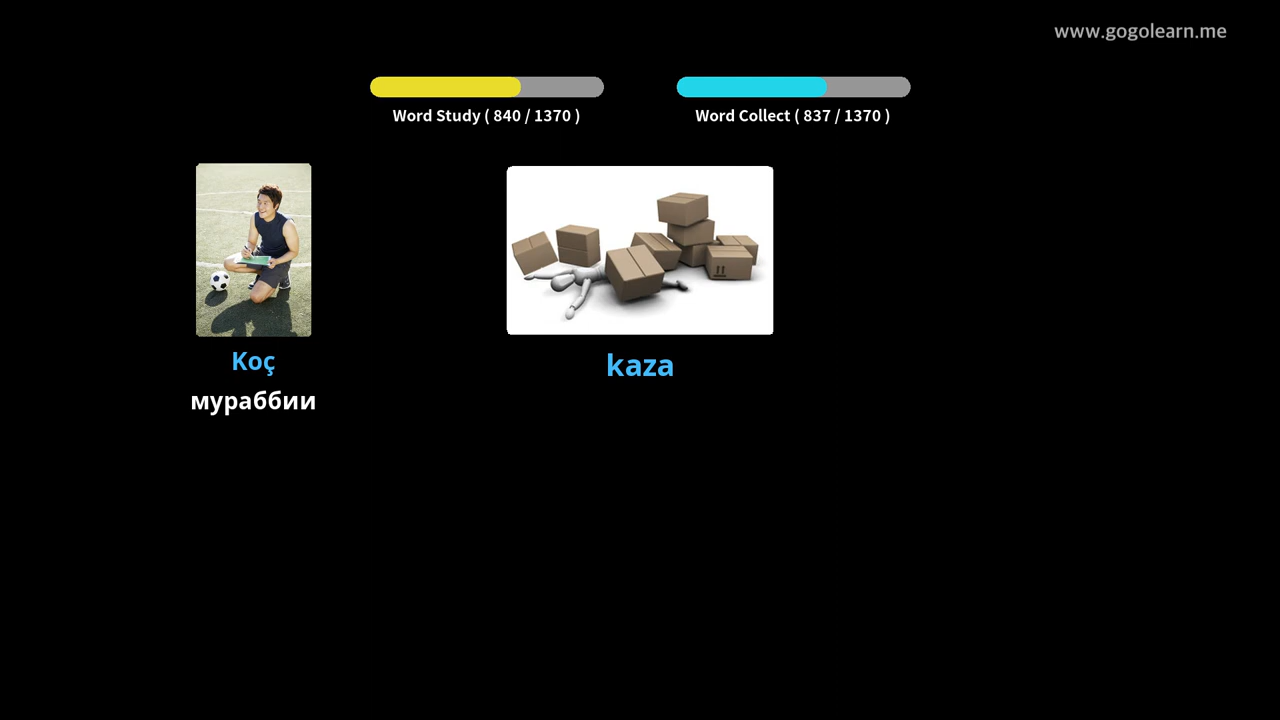 www.gogolearn.me
Word Study ( 840 / 1370 )
Word Collect ( 837 / 1370 )
Koç
мураббии
kaza